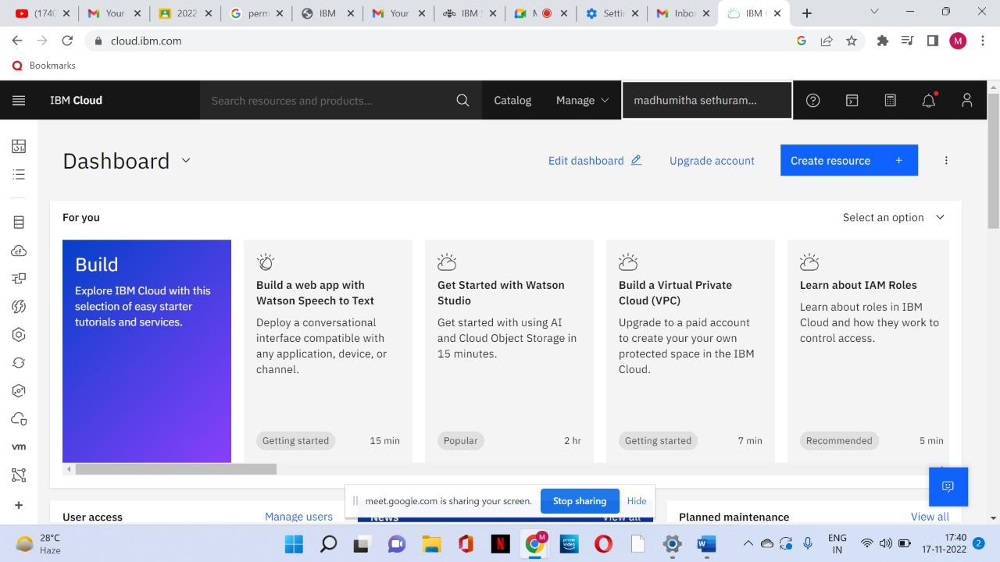 (174(
Your
2022
perm
IBM
Your
IBM
M
Setti
Inbo
IBM
cloud.ibm.com
M
Bookmarks
IBM Cloud
Search resources and products...
Catalog
Manage
madhumitha sethuram...
Dashboard
Edit dashboard
Upgrade account
Create resource +
For you
Select an option
Build
Explore IBM Cloud with this
selection of easy starter
tutorials and services.
Build a web app with
Watson Speech to Text
Deploy a conversational
interface compatible with
any application, device, or
channel.
Getting started
15 min
Get Started with Watson
Studio
Get started with using AI
and Cloud Object Storage in
15 minutes.
Popular
2 hr
Build a Virtual Private
Cloud (VPC)
Upgrade to a paid account
to create your your own
protected space in the IBM
Cloud.
Getting started
7 min
Learn about IAM Roles
Learn about roles in IBM
Cloud and how they work to
control access.
Recommended
5 min
vm
meet.google.com is sharing your screen.
Stop sharing
Hide
User access
Manage users
News
View all
Planned maintenance
View all
28°C
Haze
N
M
prime video
W
ENG
IN
17:40
17-11-2022
2